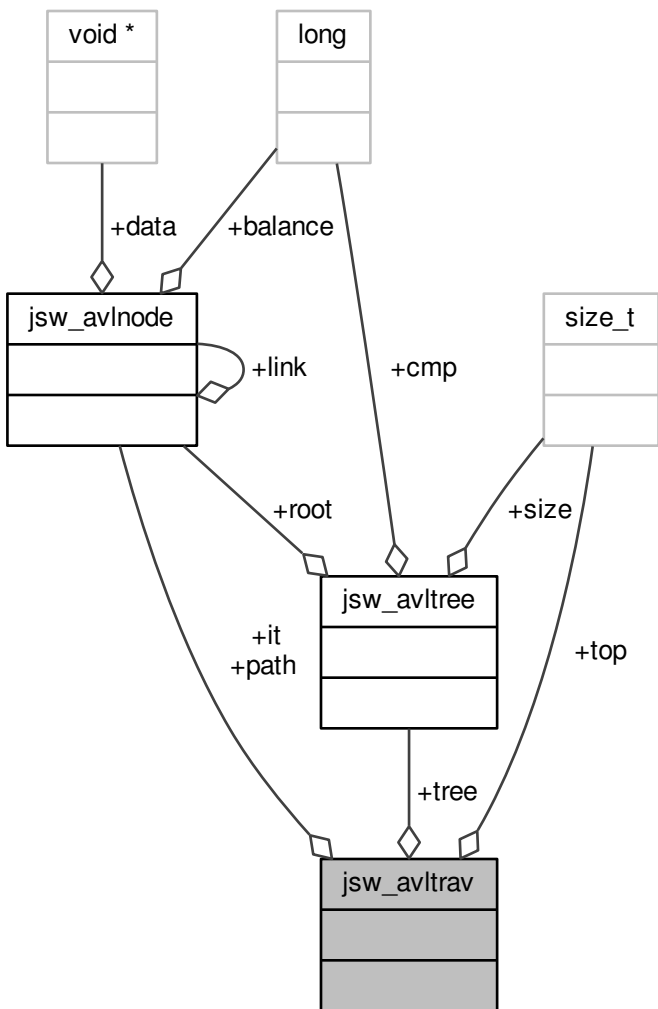 void *
long
+data
+balance
jsw_avlnode
size_t
+link
+cmp
+root
+size
jsw_avltree
+it
+path
+top
+tree
jsw_avltrav